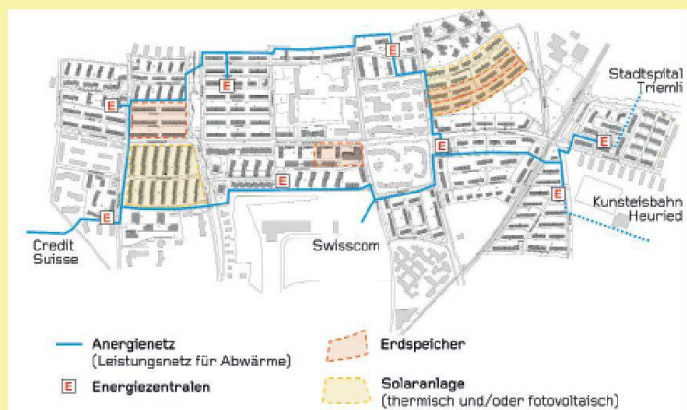 E
E
E
Stadtspital
Triemli
E
E
E
E
Kunsteisbahn
Heuried
E
Credit
Suisse
Swisscom
Anergienetz
(Leistungsnetz für Abwärme)
Erdspeicher
E Energiezentralen
Solaranlage
(thermisch und/oder fotovoltaisch)